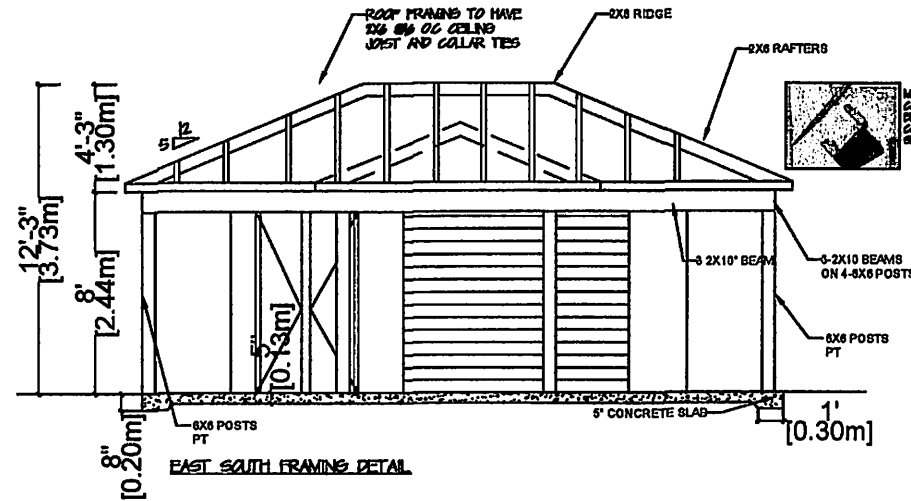 ROOF FRAMING TO HAVE
2X6 @16 OC CEILING
JOIST AND COLLAR TIES
2X8 RIDGE
2X6 RAFTERS
12
5
4'-3"
[1.30m]
12'-3"
[3.73m]
8'
[2.44m]
3 2X10" BEAM
3-2X10 BEAMS
ON 4-6X6 POSTS
6X6 POSTS
PT
5"
[0.13m]
5" CONCRETE SLAB
1'
[0.30m]
6X6 POSTS
PT
8"
[0.20m]
EAST SOUTH FRAMING DETAIL